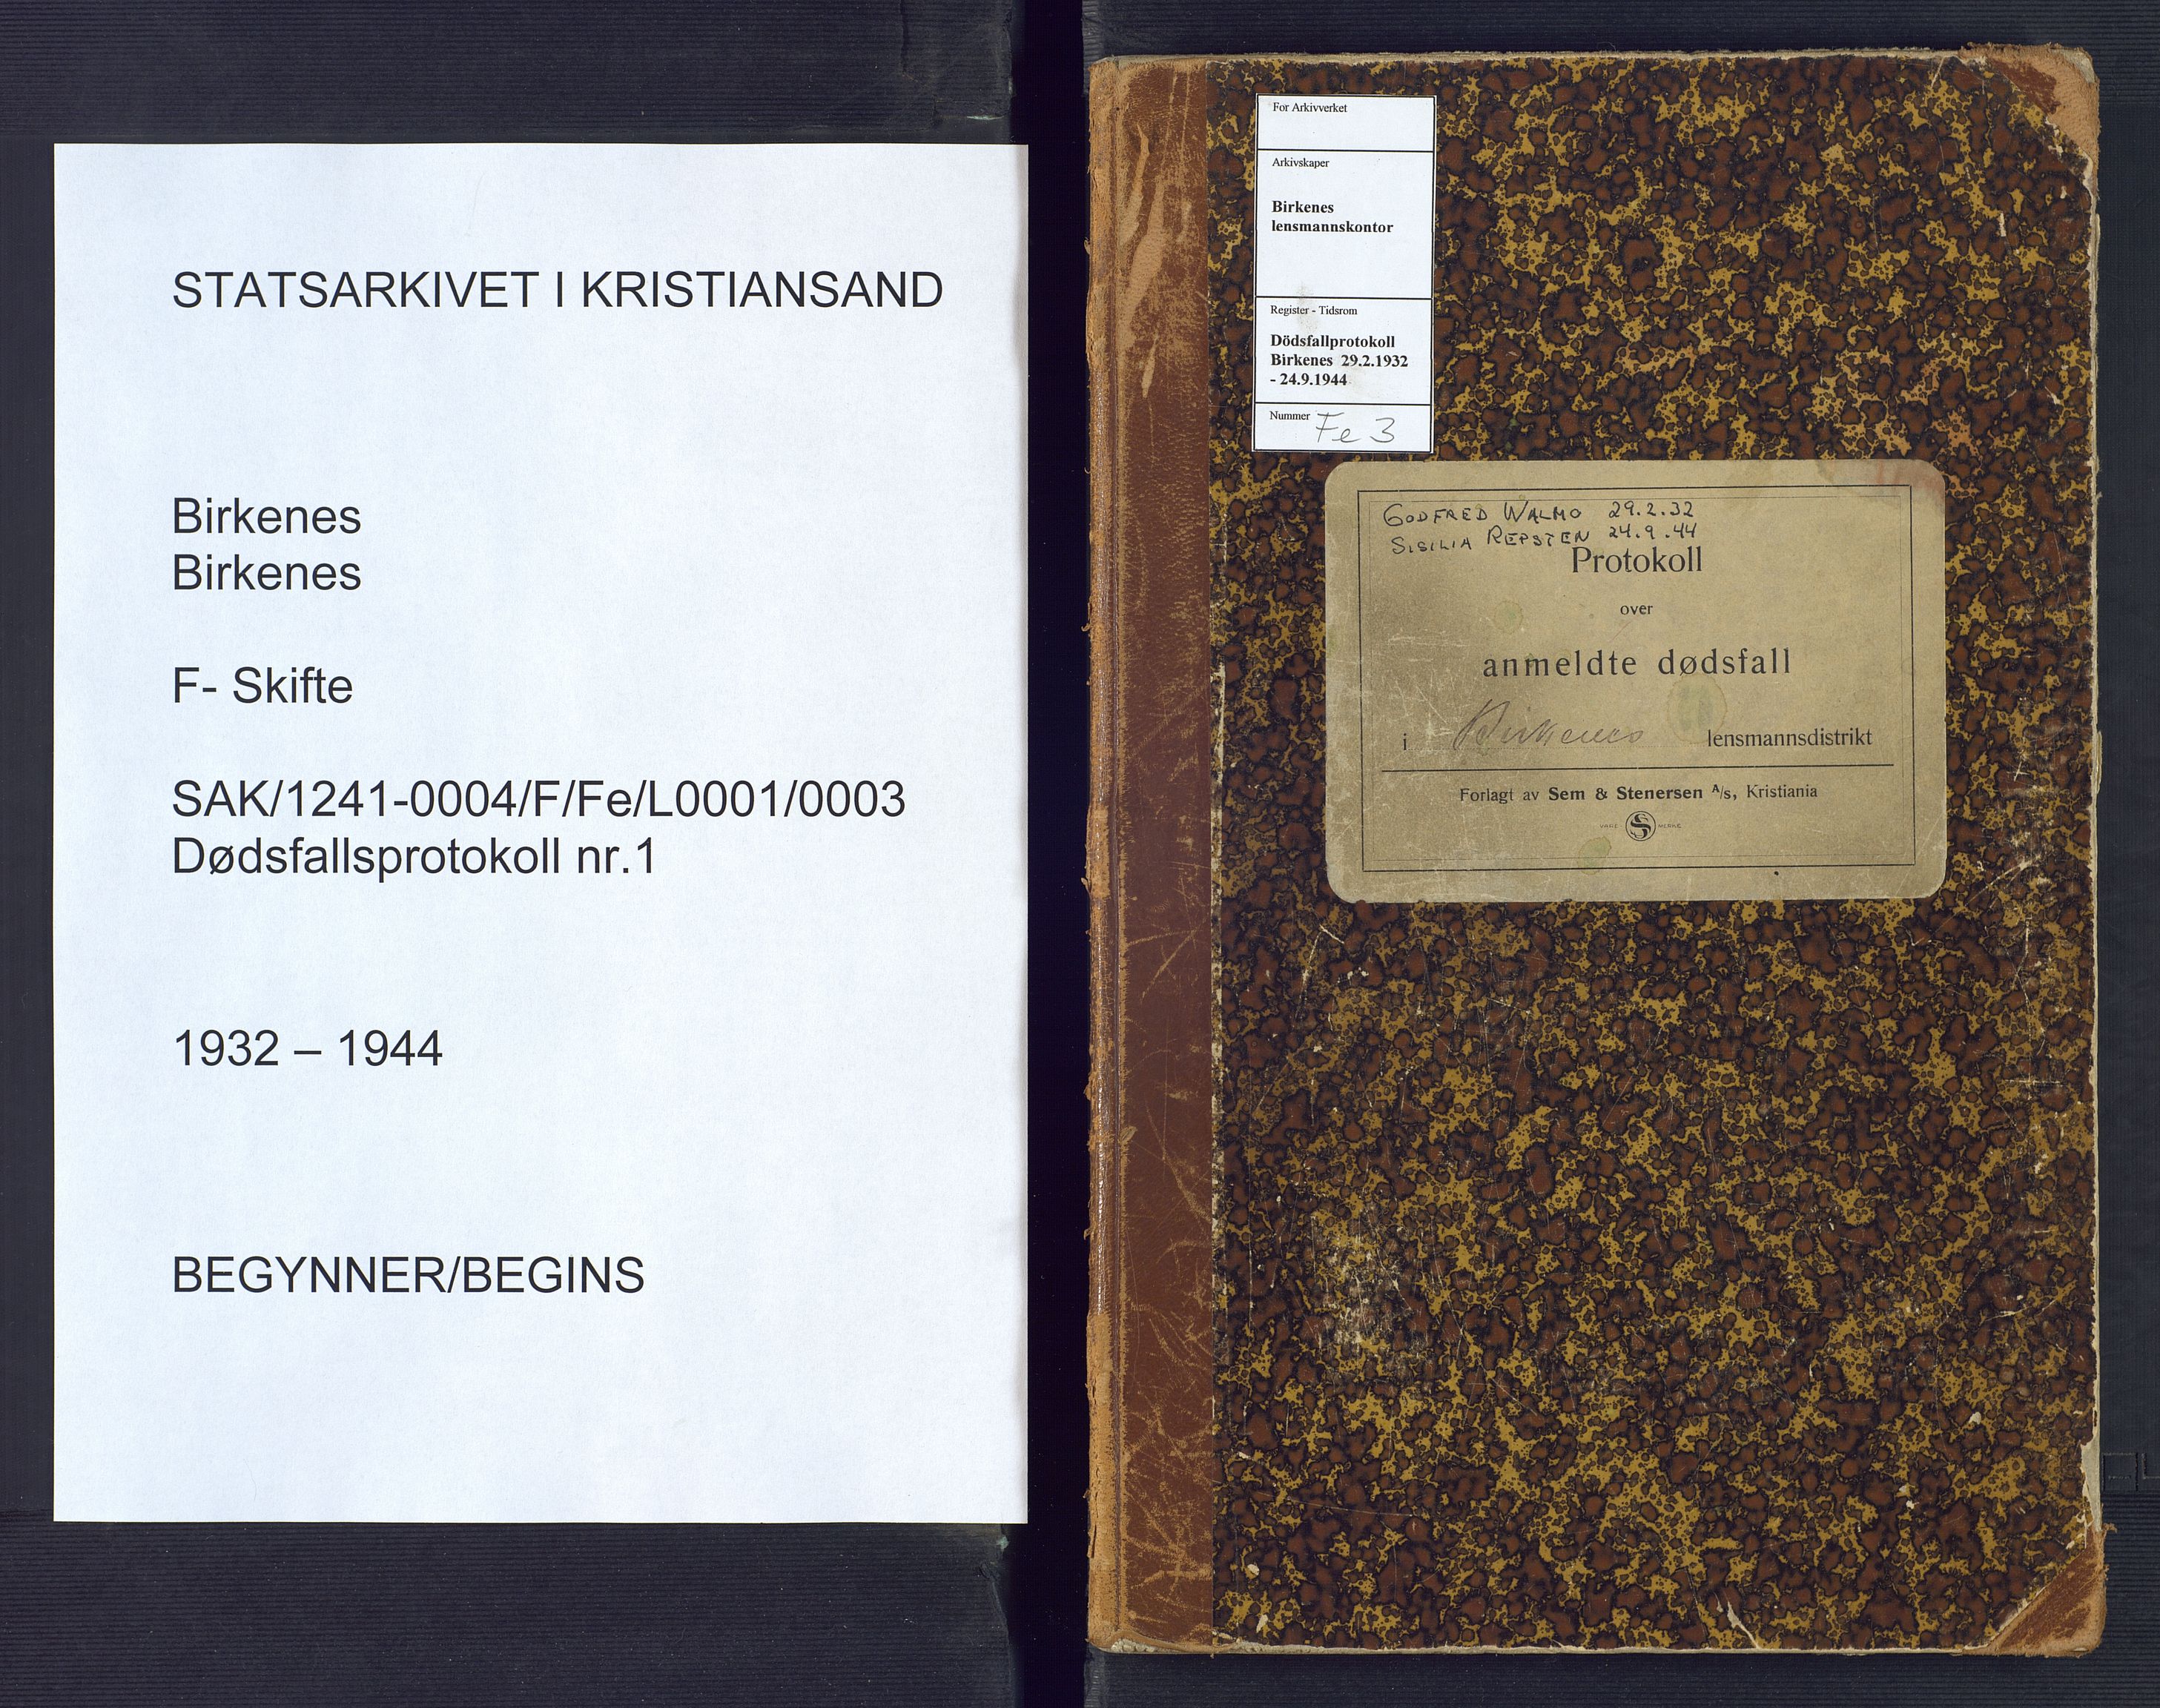 STATSARKIVET I KRISTIANSAND
Birkenes
Birkenes
F- Skifte
SAK/1241-0004/F/Fe/L0001/0003
Dødsfallsprotokoll nr.1
1932 – 1944
BEGYNNER/BEGINS
For Arkivverket
Arkivskaper
Birkenes
lensmannskontor
Register - Tidsrom
Dödsfallprotokoll
Birkenes 29.2.1932
- 24.9.1944
Nummer Fe 3
GODFRED WALMO 29.2.32
SISILIA REPSTEN 24.9.44
Protokoll
over
anmeldte dødsfall
i Birkenes lensmannsdistrikt
Forlagt av Sem & Stenersen A/s, Kristiania
VARE S MERKE